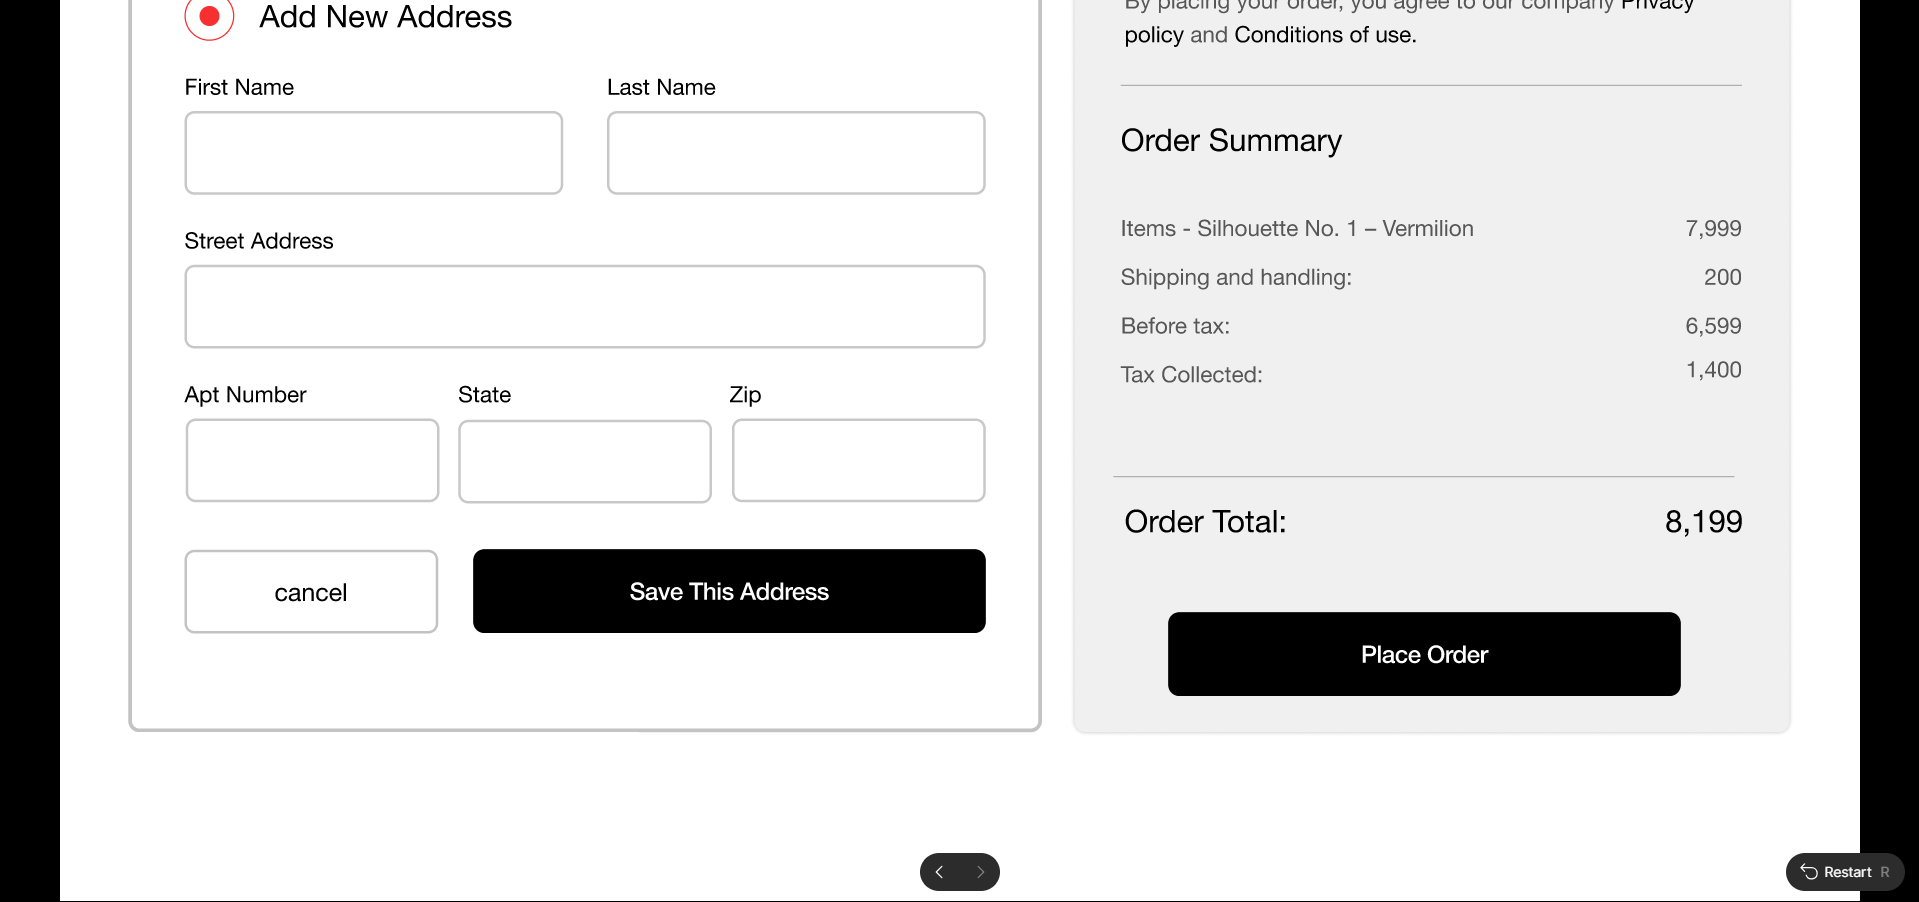 Add New Address
First Name Last Name
Street Address
Apt Number State Zip
cancel Save This Address
By placing your order, you agree to our company Privacy
policy and Conditions of use.
Order Summary
Items - Silhouette No. 1 – Vermilion 7,999
Shipping and handling: 200
Before tax: 6,599
Tax Collected: 1,400
Order Total: 8,199
Place Order
Restart R